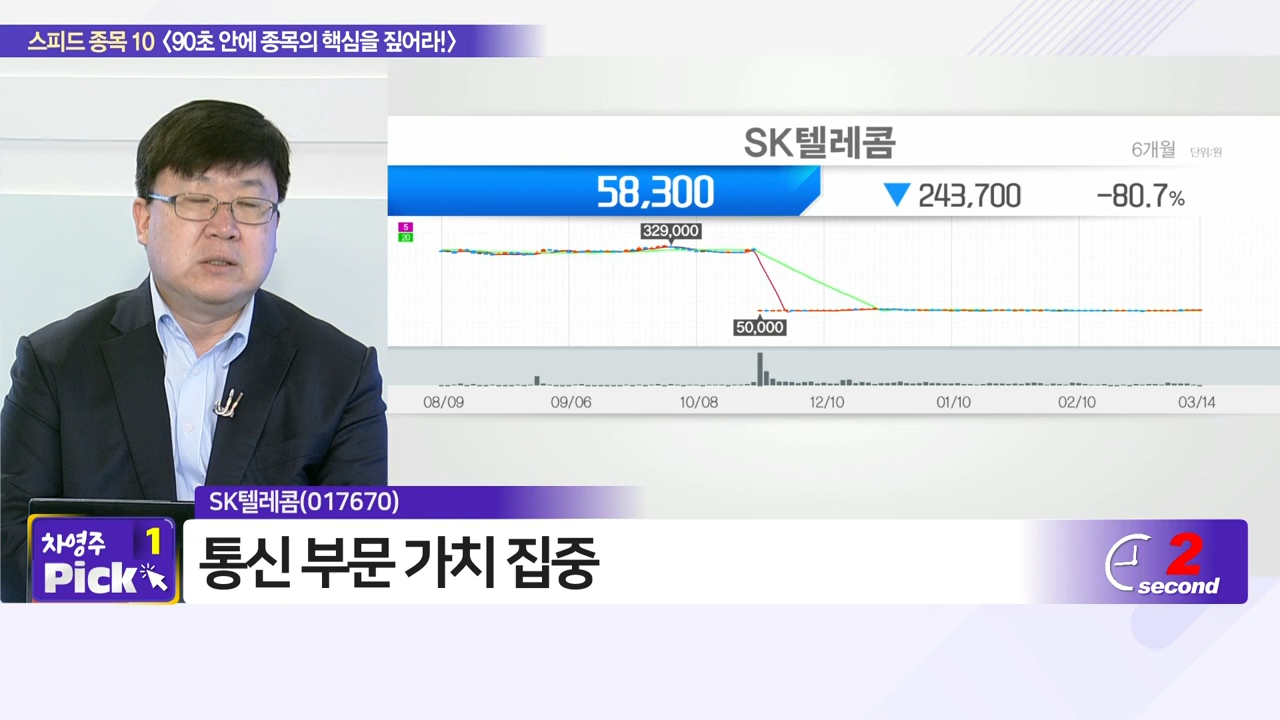 스피드 종목 10 〈90초 안에 종목의 핵심을 짚어라!〉
SK텔레콤
6개월 단위:원
58,300 ▼243,700 -80.7%
5
20
329,000
50,000
08/09 09/06 10/08 12/10 01/10 02/10 03/14
SK텔레콤(017670)
차영주 1
Pick
통신 부문 가치 집중
2
second